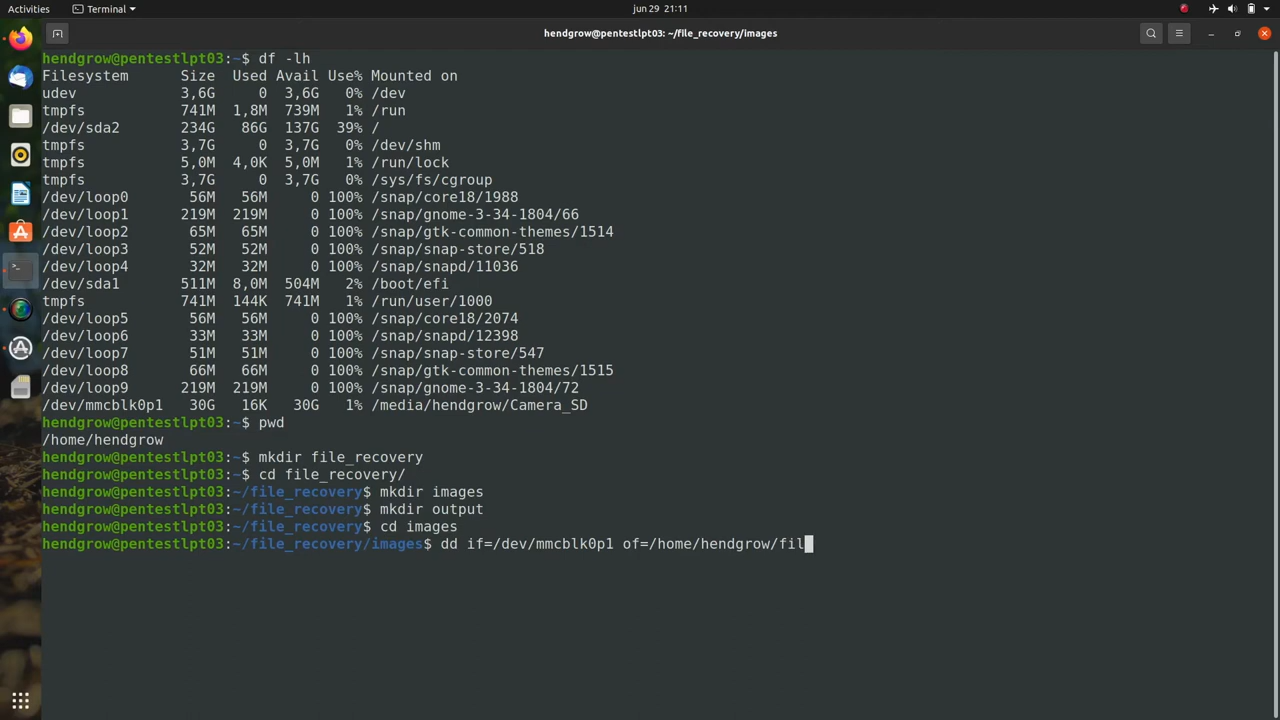 Activities
Terminal
jun 29 21:11
hendgrow@pentestlpt03: ~/file_recovery/images
hendgrow@pentestlpt03:~$ df -lh
Filesystem      Size  Used Avail Use% Mounted on
udev            3,6G     0  3,6G   0% /dev
tmpfs           741M  1,8M  739M   1% /run
/dev/sda2       234G   86G  137G  39% /
tmpfs           3,7G     0  3,7G   0% /dev/shm
tmpfs           5,0M  4,0K  5,0M   1% /run/lock
tmpfs           3,7G     0  3,7G   0% /sys/fs/cgroup
/dev/loop0       56M   56M     0 100% /snap/core18/1988
/dev/loop1      219M  219M     0 100% /snap/gnome-3-34-1804/66
/dev/loop2       65M   65M     0 100% /snap/gtk-common-themes/1514
/dev/loop3       52M   52M     0 100% /snap/snap-store/518
/dev/loop4       32M   32M     0 100% /snap/snapd/11036
/dev/sda1       511M  8,0M  504M   2% /boot/efi
tmpfs           741M  144K  741M   1% /run/user/1000
/dev/loop5       56M   56M     0 100% /snap/core18/2074
/dev/loop6       33M   33M     0 100% /snap/snapd/12398
/dev/loop7       51M   51M     0 100% /snap/snap-store/547
/dev/loop8       66M   66M     0 100% /snap/gtk-common-themes/1515
/dev/loop9      219M  219M     0 100% /snap/gnome-3-34-1804/72
/dev/mmcblk0p1   30G   16K   30G   1% /media/hendgrow/Camera_SD
hendgrow@pentestlpt03:~$ pwd
/home/hendgrow
hendgrow@pentestlpt03:~$ mkdir file_recovery
hendgrow@pentestlpt03:~$ cd file_recovery/
hendgrow@pentestlpt03:~/file_recovery$ mkdir images
hendgrow@pentestlpt03:~/file_recovery$ mkdir output
hendgrow@pentestlpt03:~/file_recovery$ cd images
hendgrow@pentestlpt03:~/file_recovery/images$ dd if=/dev/mmcblk0p1 of=/home/hendgrow/fil